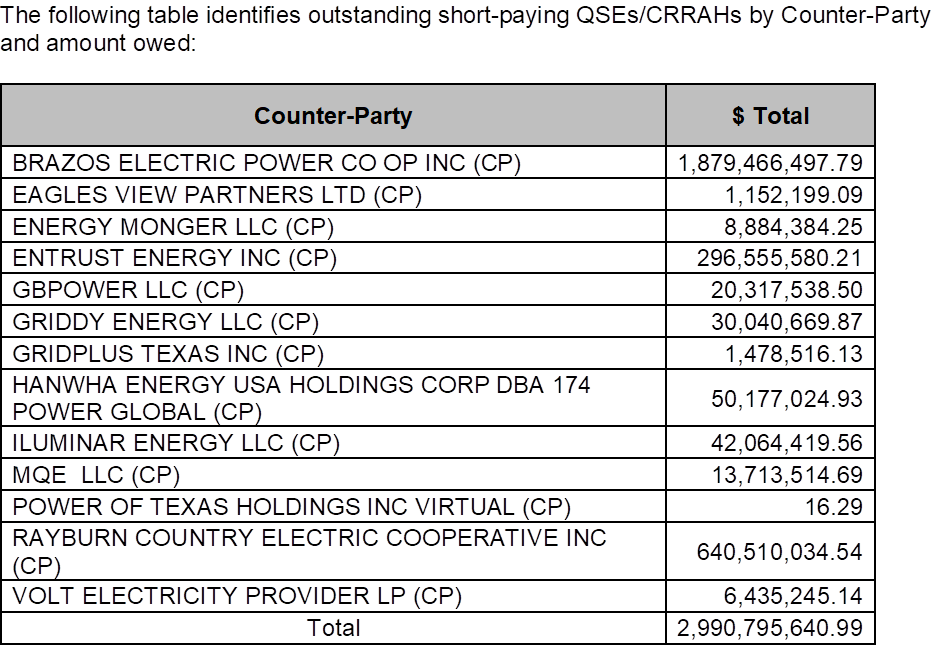 The following table identifies outstanding short-paying QSEs/CRRAHs by Counter-Party
and amount owed:
Counter-Party $ Total
BRAZOS ELECTRIC POWER CO OP INC (CP) 1,879,466,497.79
EAGLES VIEW PARTNERS LTD (CP) 1,152,199.09
ENERGY MONGER LLC (CP) 8,884,384.25
ENTRUST ENERGY INC (CP) 296,555,580.21
GBPOWER LLC (CP) 20,317,538.50
GRIDDY ENERGY LLC (CP) 30,040,669.87
GRIDPLUS TEXAS INC (CP) 1,478,516.13
HANWHA ENERGY USA HOLDINGS CORP DBA 174
POWER GLOBAL (CP) 50,177,024.93
ILUMINAR ENERGY LLC (CP) 42,064,419.56
MQE  LLC (CP) 13,713,514.69
POWER OF TEXAS HOLDINGS INC VIRTUAL (CP) 16.29
RAYBURN COUNTRY ELECTRIC COOPERATIVE INC
(CP) 640,510,034.54
VOLT ELECTRICITY PROVIDER LP (CP) 6,435,245.14
Total 2,990,795,640.99